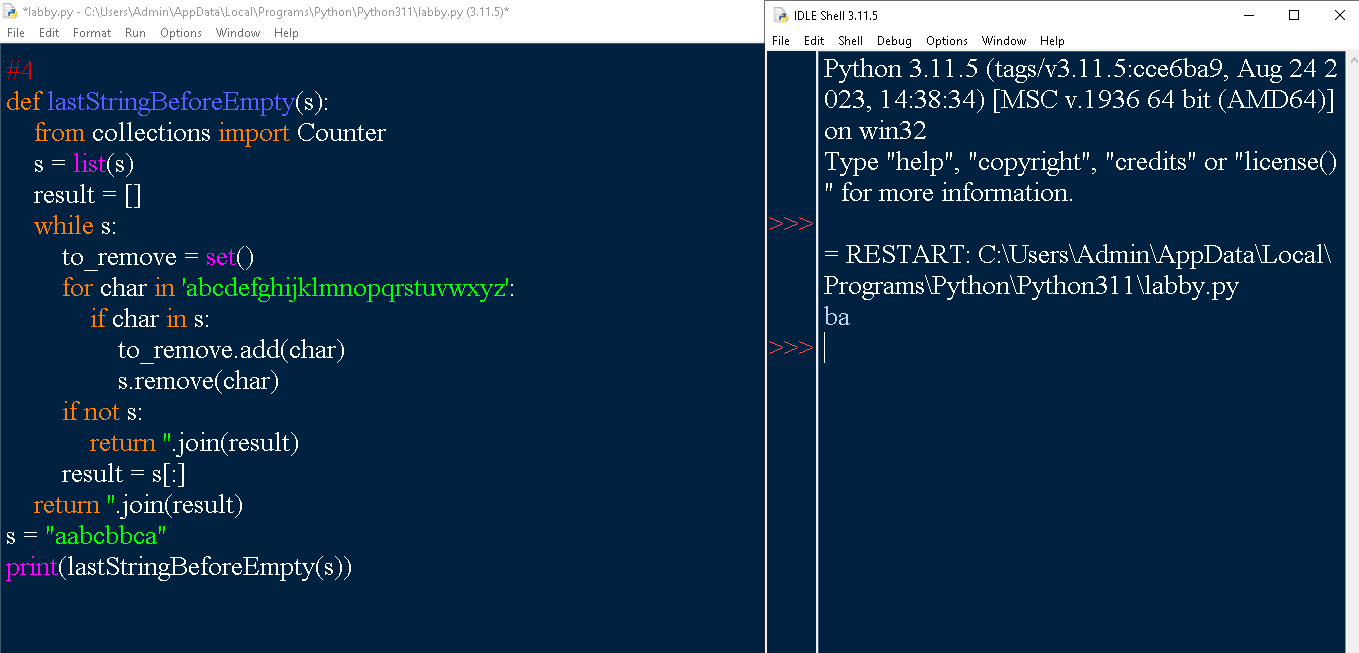 *labby.py - C:\Users\Admin\AppData\Local\Programs\Python\Python311\labby.py (3.11.5)*
File Edit Format Run Options Window Help
#4
def lastStringBeforeEmpty(s):
    from collections import Counter
    s = list(s)
    result = []
    while s:
        to_remove = set()
        for char in 'abcdefghijklmnopqrstuvwxyz':
            if char in s:
                to_remove.add(char)
                s.remove(char)
        if not s:
            return ''.join(result)
        result = s[:]
    return ''.join(result)
s = "aabcbbca"
print(lastStringBeforeEmpty(s))
IDLE Shell 3.11.5
File Edit Shell Debug Options Window Help
Python 3.11.5 (tags/v3.11.5:cce6ba9, Aug 24 2
023, 14:38:34) [MSC v.1936 64 bit (AMD64)]
on win32
Type "help", "copyright", "credits" or "license()
" for more information.
>>>
= RESTART: C:\Users\Admin\AppData\Local\
Programs\Python\Python311\labby.py
ba
>>>